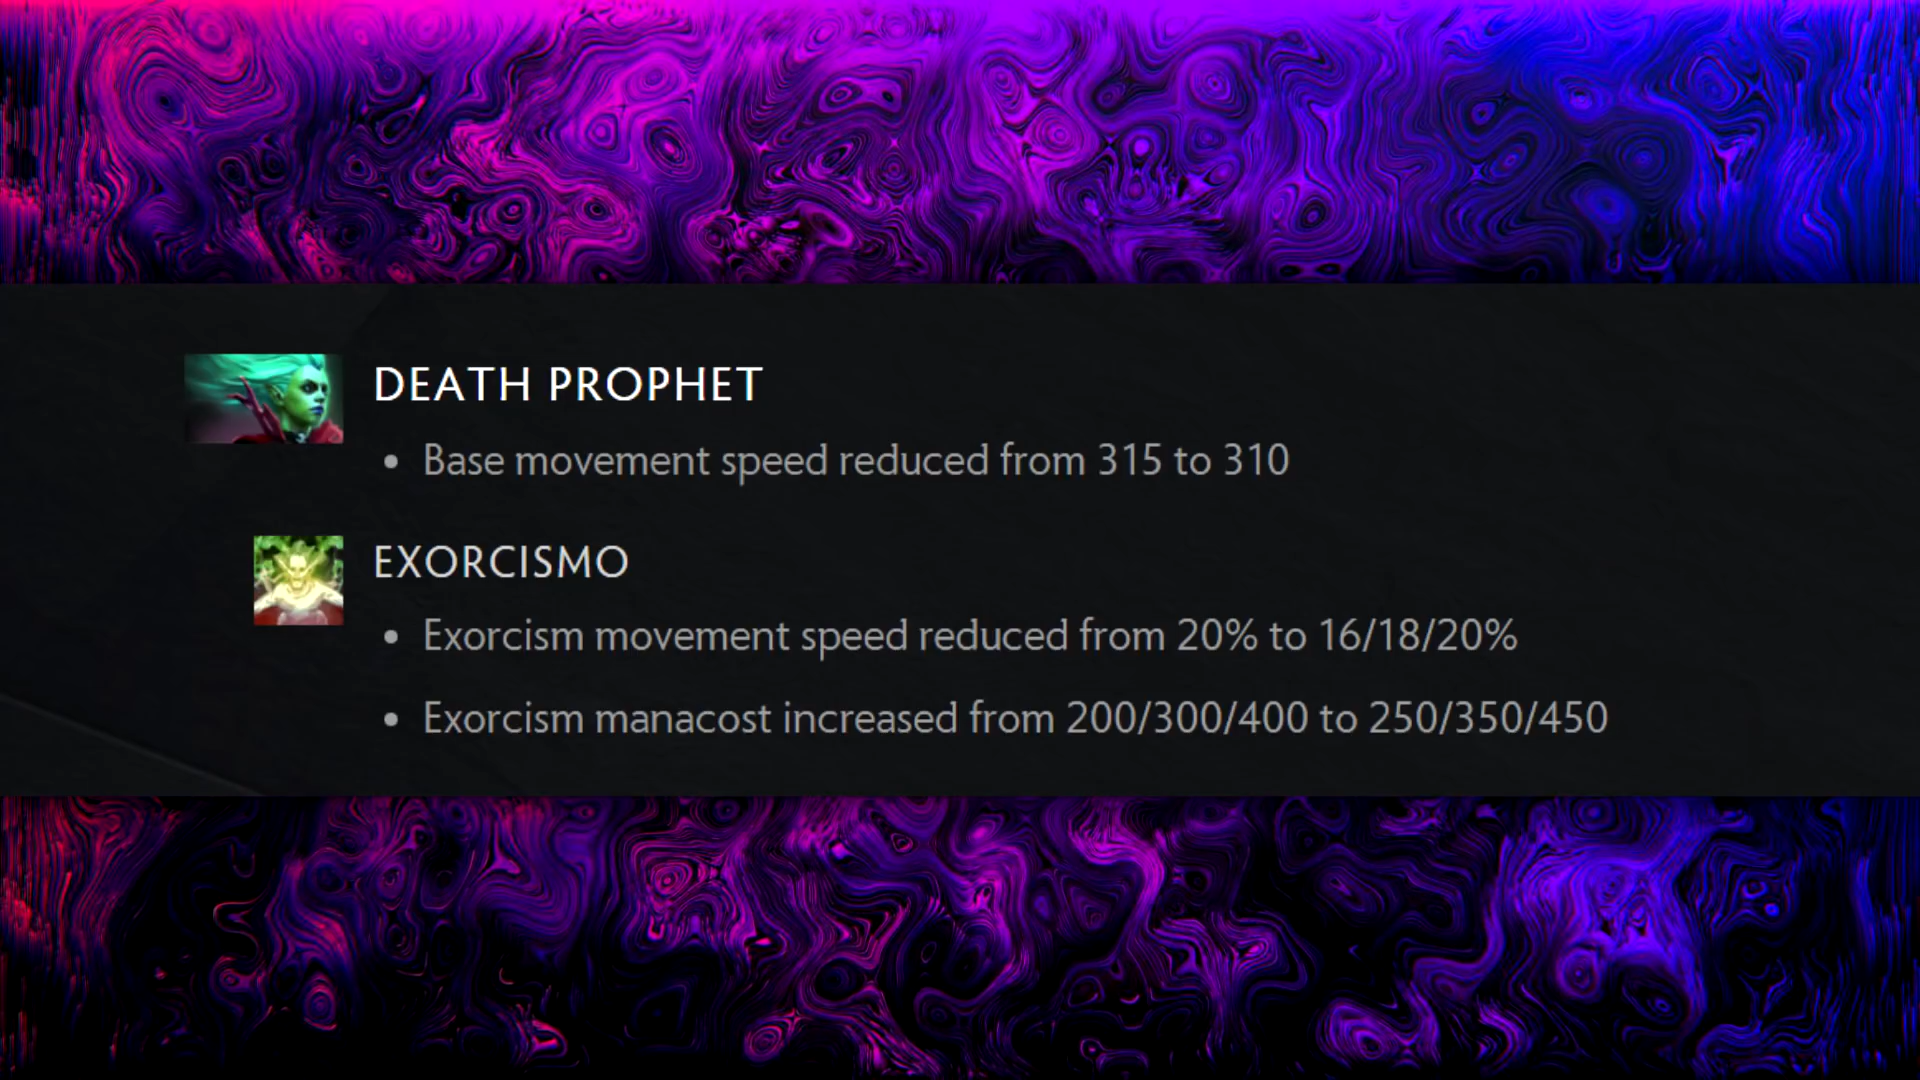 DEATH PROPHET
• Base movement speed reduced from 315 to 310
EXORCISMO
• Exorcism movement speed reduced from 20% to 16/18/20%
• Exorcism manacost increased from 200/300/400 to 250/350/450